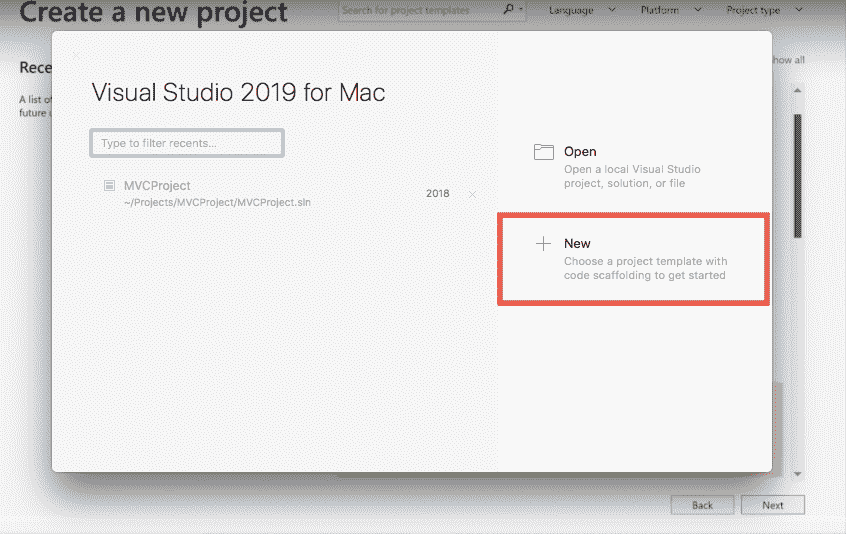 Create a new project
Search for project templates
Language
Platform
Project type
Rece
how all
A list o
future u
Visual Studio 2019 for Mac
Type to filter recents...
MVCProject
~/Projects/MVCProject/MVCProject.sln
2018
Open
Open a local Visual Studio
project, solution, or file
New
Choose a project template with
code scaffolding to get started
Back
Next